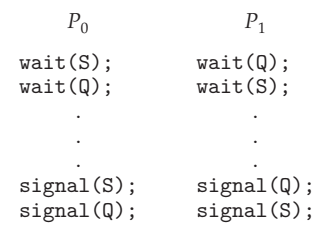 P0 P1
wait(S); wait(Q);
wait(Q); wait(S);
. .
. .
. .
signal(S); signal(Q);
signal(Q); signal(S);